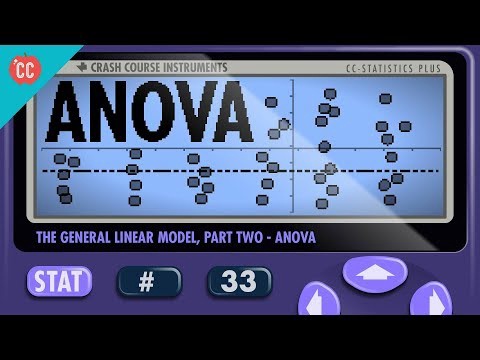 CC
CRASH COURSE INSTRUMENTS
CC-STATISTICS PLUS
ANOVA
THE GENERAL LINEAR MODEL, PART TWO - ANOVA
STAT
#
33